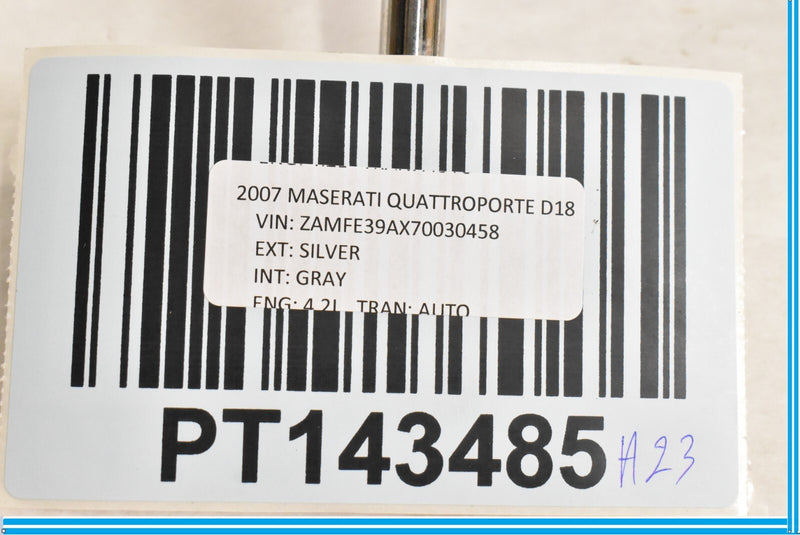 2007 MASERATI QUATTROPORTE D18
VIN: ZAMFE39AX70030458
EXT: SILVER
INT: GRAY
ENG: 4.2L TRAN: AUTO
PT143485 A23